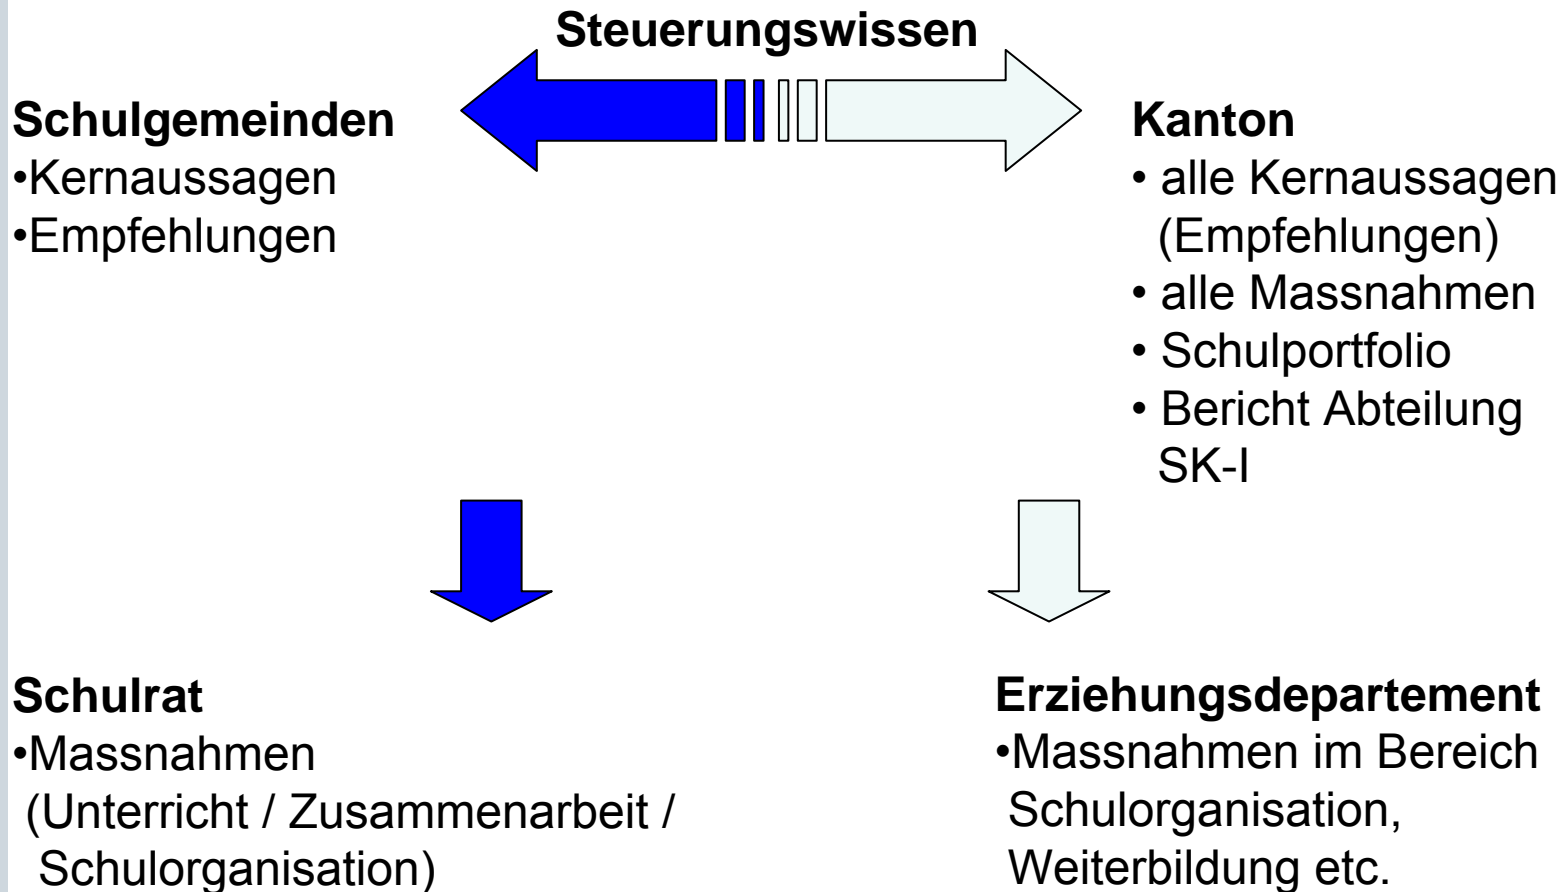 Steuerungswissen
Schulgemeinden
•Kernaussagen
•Empfehlungen
Kanton
• alle Kernaussagen
(Empfehlungen)
• alle Massnahmen
• Schulportfolio
• Bericht Abteilung
SK-I
Schulrat
•Massnahmen
(Unterricht / Zusammenarbeit /
Schulorganisation)
Erziehungsdepartement
•Massnahmen im Bereich
Schulorganisation,
Weiterbildung etc.